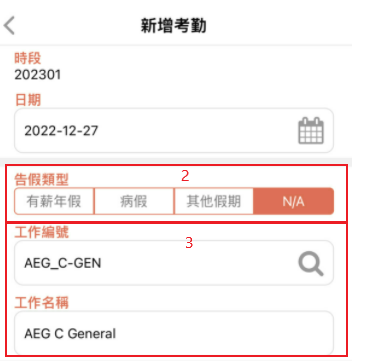 新增考勤
時段
202301
日期
2022-12-27
告假類型
2
有薪年假 病假 其他假期 N/A
工作編號
3
AEG_C-GEN
工作名稱
AEG C General